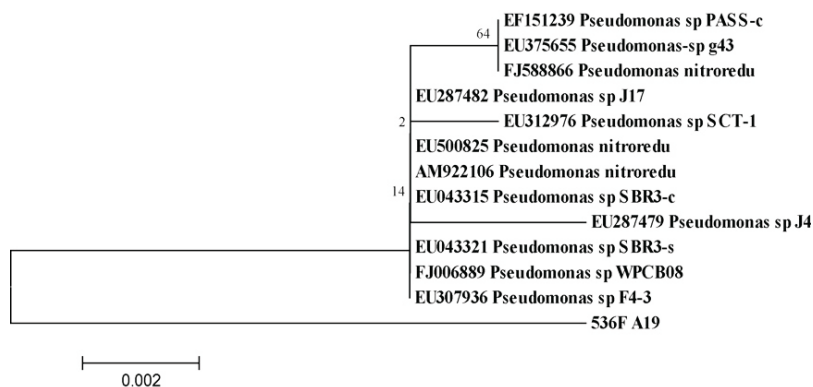 EF151239 Pseudomonas sp PASS-c
64
EU375655 Pseudomonas-sp g43
FJ588866 Pseudomonas nitroredu
EU287482 Pseudomonas sp J17
2
EU312976 Pseudomonas sp SCT-1
EU500825 Pseudomonas nitroredu
AM922106 Pseudomonas nitroredu
14
EU043315 Pseudomonas sp SBR3-c
EU287479 Pseudomonas sp J4
EU043321 Pseudomonas sp SBR3-s
FJ006889 Pseudomonas sp WPCB08
EU307936 Pseudomonas sp F4-3
536F A19
0.002